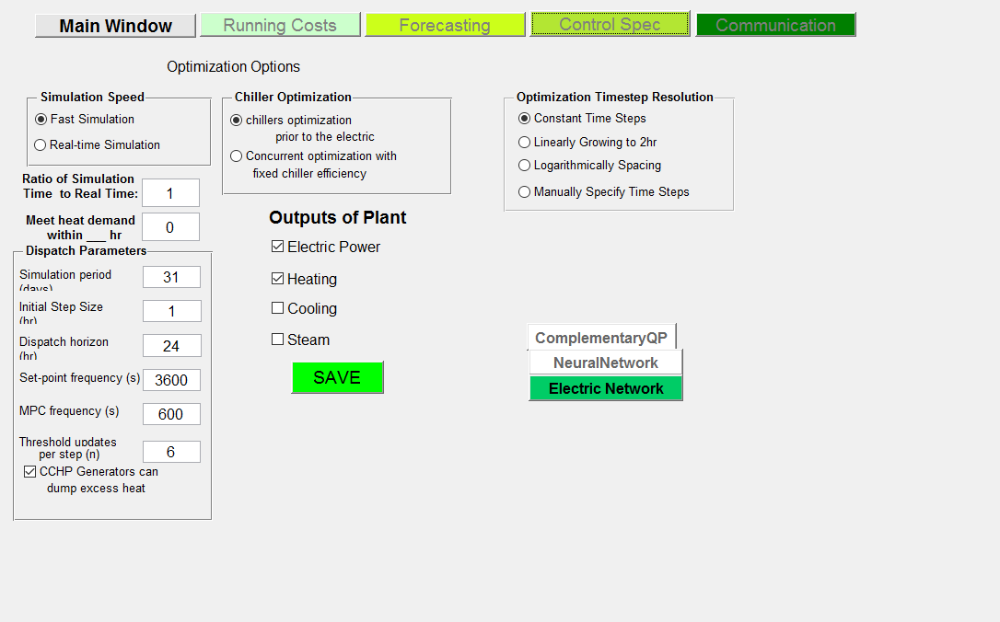 Main Window
Running Costs
Forecasting
Control Spec
Communication
Optimization Options
Simulation Speed
Fast Simulation
Real-time Simulation
Chiller Optimization
chillers optimization
prior to the electric
Concurrent optimization with
fixed chiller efficiency
Optimization Timestep Resolution
Constant Time Steps
Linearly Growing to 2hr
Logarithmically Spacing
Manually Specify Time Steps
Ratio of Simulation
Time to Real Time:
1
Meet heat demand
within ___ hr
0
Dispatch Parameters
Simulation period
(days)
31
Initial Step Size
(hr)
1
Dispatch horizon
(hr)
24
Set-point frequency (s)
3600
MPC frequency (s)
600
Threshold updates
per step (n)
6
CCHP Generators can
dump excess heat
Outputs of Plant
Electric Power
Heating
Cooling
Steam
SAVE
ComplementaryQP
NeuralNetwork
Electric Network